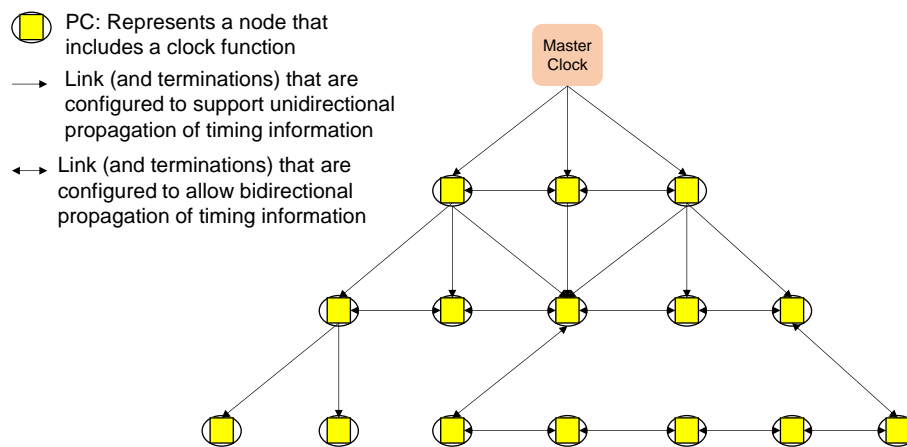 PC: Represents a node that
includes a clock function
Link (and terminations) that are
configured to support unidirectional
propagation of timing information
Link (and terminations) that are
configured to allow bidirectional
propagation of timing information
Master
Clock